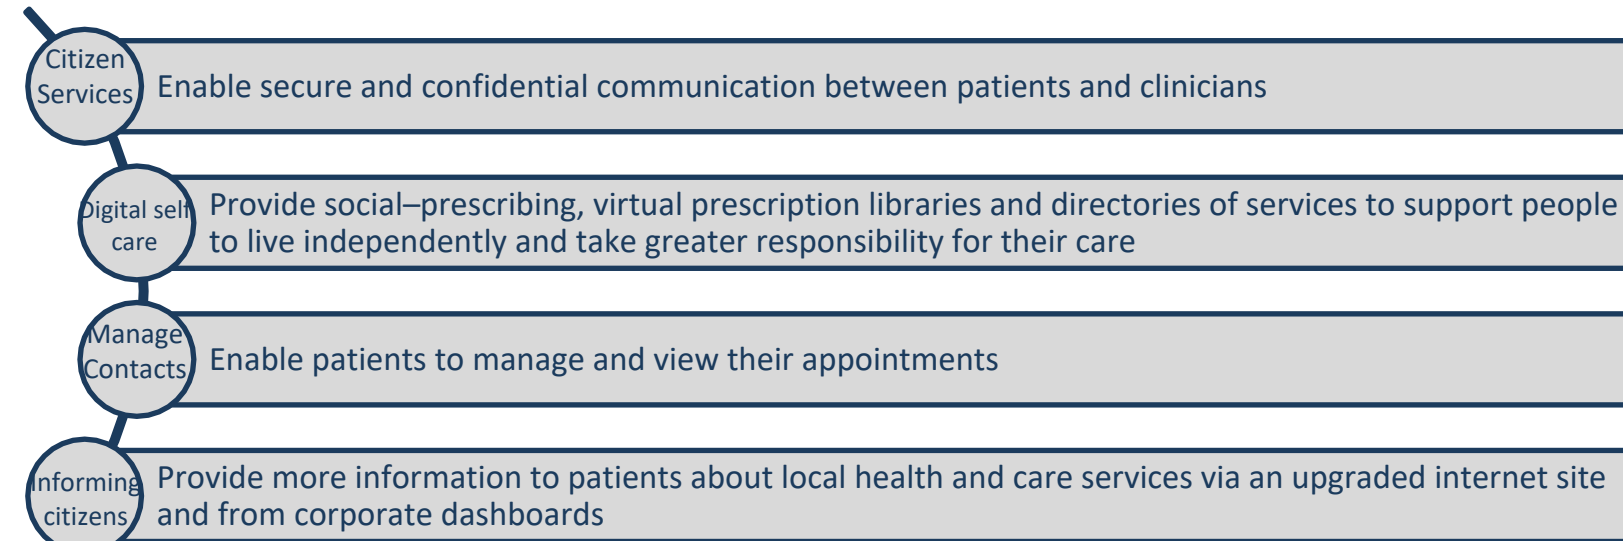 Citizen
Services
Enable secure and confidential communication between patients and clinicians
Digital self
care
Provide social–prescribing, virtual prescription libraries and directories of services to support people
to live independently and take greater responsibility for their care
Manage
Contacts
Enable patients to manage and view their appointments
Informing
citizens
Provide more information to patients about local health and care services via an upgraded internet site
and from corporate dashboards